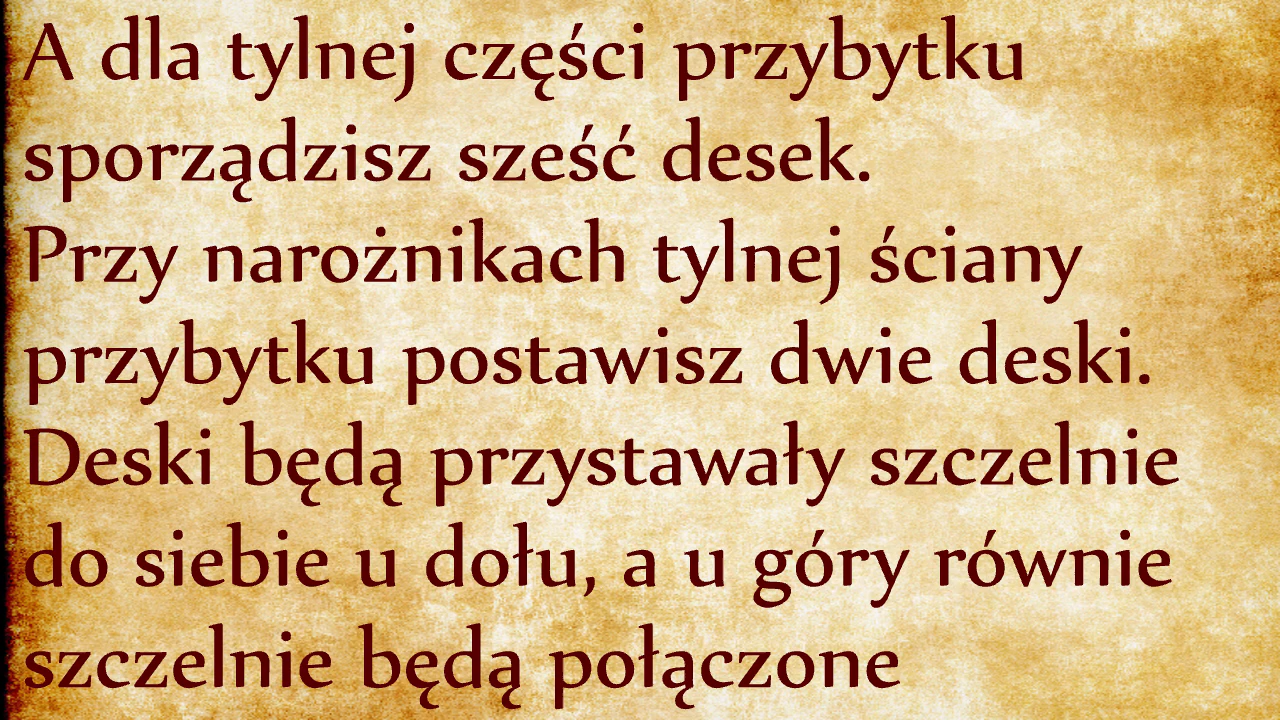 A dla tylnej części przybytku
sporządzisz sześć desek.
Przy narożnikach tylnej ściany
przybytku postawisz dwie deski.
Deski będą przystawały szczelnie
do siebie u dołu, a u góry równie
szczelnie będą połączone